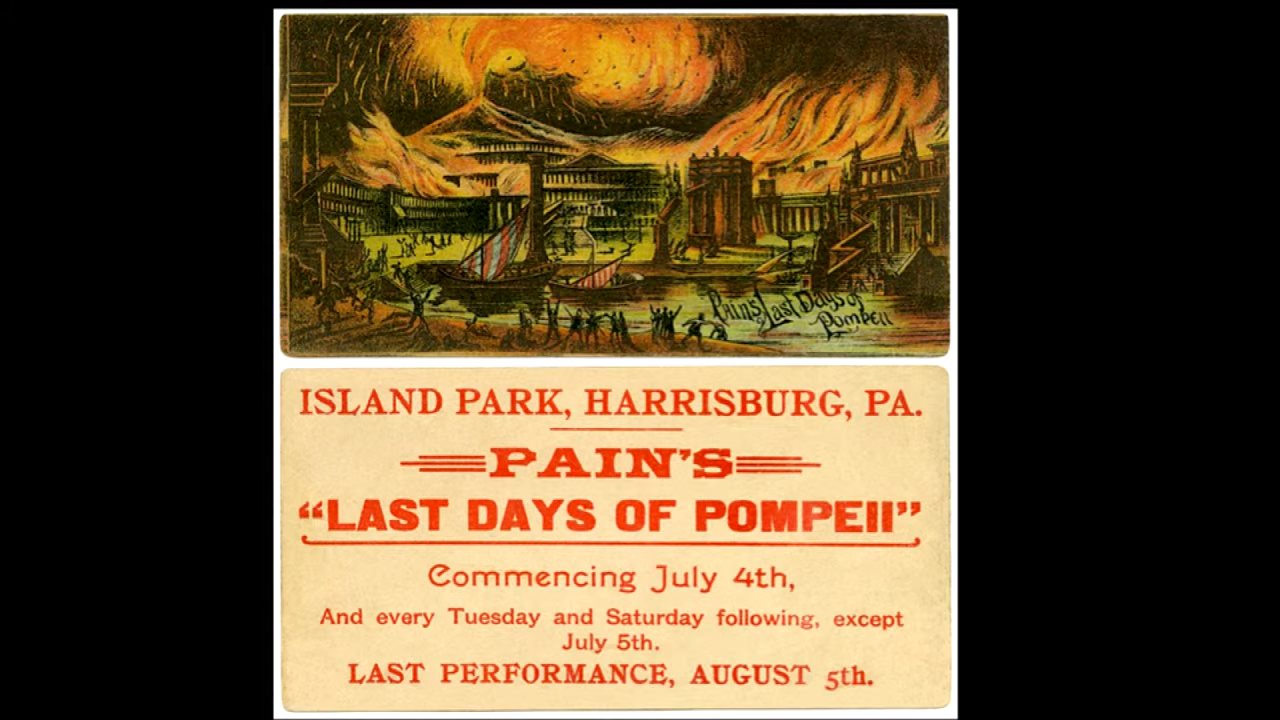 Pain's Last Days of
Pompeii
ISLAND PARK, HARRISBURG, PA.
PAIN'S
"LAST DAYS OF POMPEII"
Commencing July 4th,
And every Tuesday and Saturday following, except
July 5th.
LAST PERFORMANCE, AUGUST 5th.